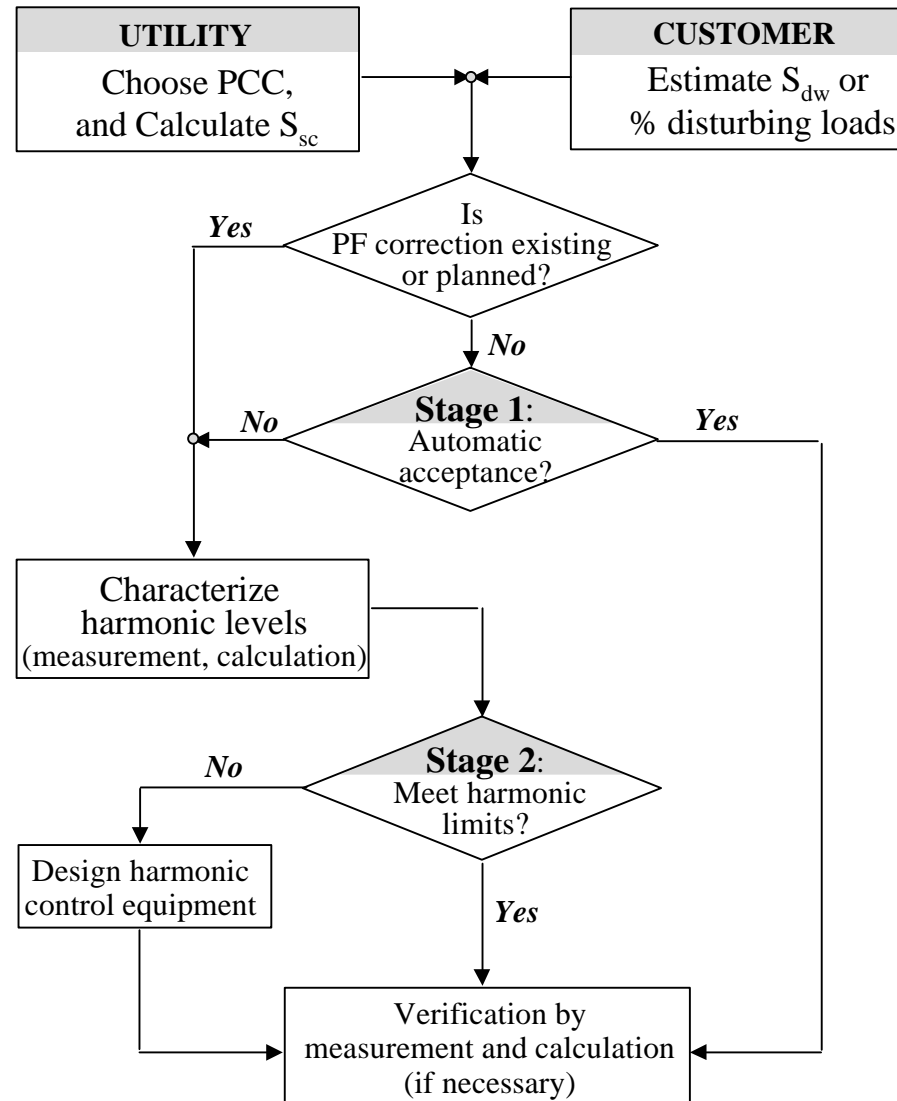 UTILITY
Choose PCC,
and Calculate S_sc
CUSTOMER
Estimate S_dw or
% disturbing loads
Is
PF correction existing
or planned?
Yes
No
Stage 1:
Automatic
acceptance?
No
Yes
Characterize
harmonic levels
(measurement, calculation)
Stage 2:
Meet harmonic
limits?
No
Design harmonic
control equipment
Yes
Verification by
measurement and calculation
(if necessary)